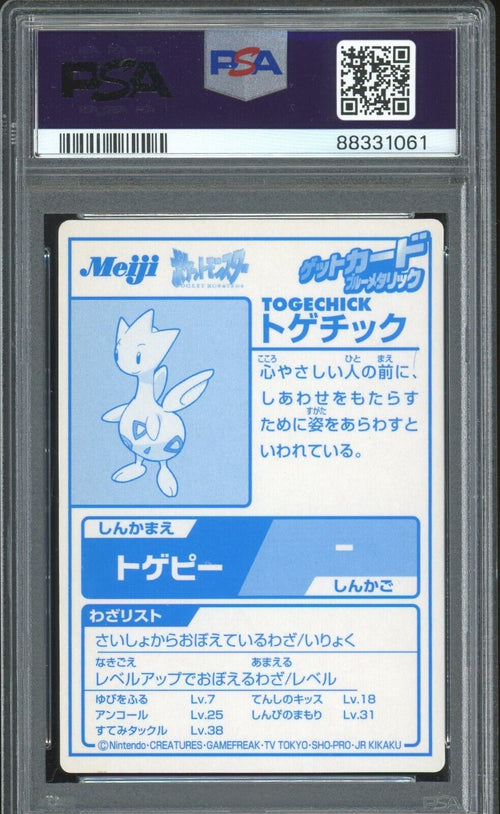 PSA
PSA
88331061
Meiji
ポケットモンスター
POCKET MONSTERS
ゲットカード
ブルーメタリック
TOGECHICK
トゲチック
こころ ひと まえ
心やさしい人の前に、
しあわせをもたらす
すがた
ために姿をあらわすと
いわれている。
しんかまえ
トゲピー
-
しんかご
わざリスト
さいしょからおぼえているわざ/いりょく
なきごえ あまえる
レベルアップでおぼえるわざ/レベル
ゆびをふる Lv.7 てんしのキッス Lv.18
アンコール Lv.25 しんぴのまもり Lv.31
すてみタックル Lv.38
©Nintendo・CREATURES・GAMEFREAK・TV TOKYO・SHO-PRO・JR KIKAKU
PSA